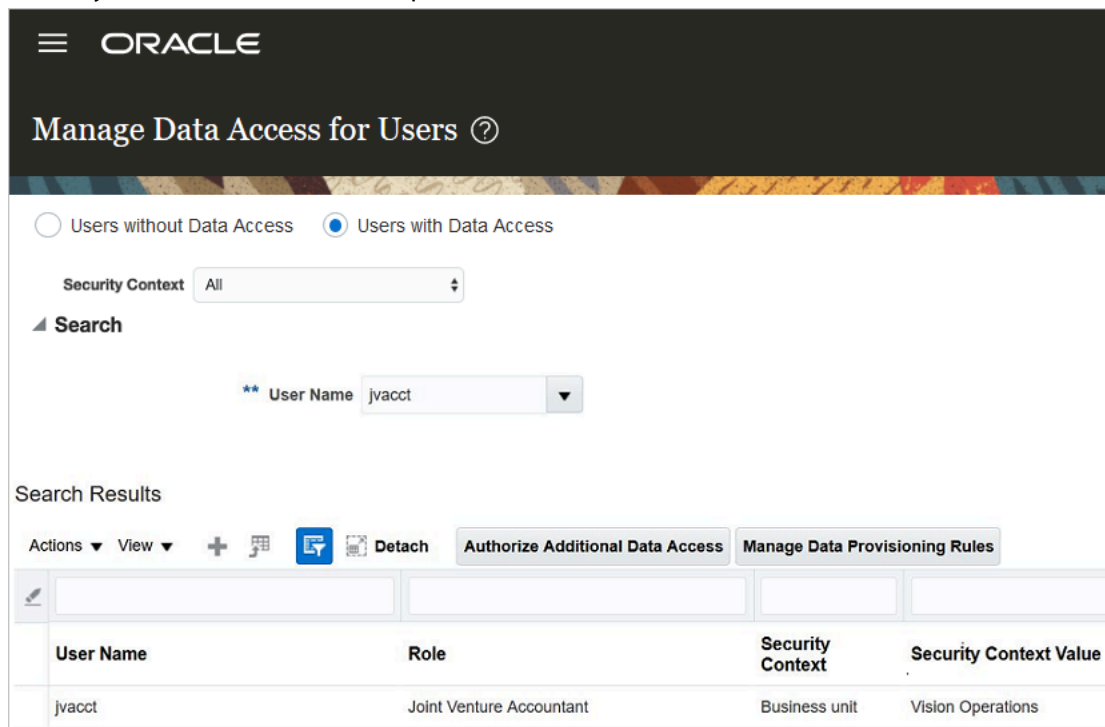 ORACLE
Manage Data Access for Users ?
Users without Data Access Users with Data Access
Security Context All
Search
** User Name jvacct
Search Results
Actions View Detach Authorize Additional Data Access Manage Data Provisioning Rules
User Name Role Security Context Security Context Value
jvacct Joint Venture Accountant Business unit Vision Operations